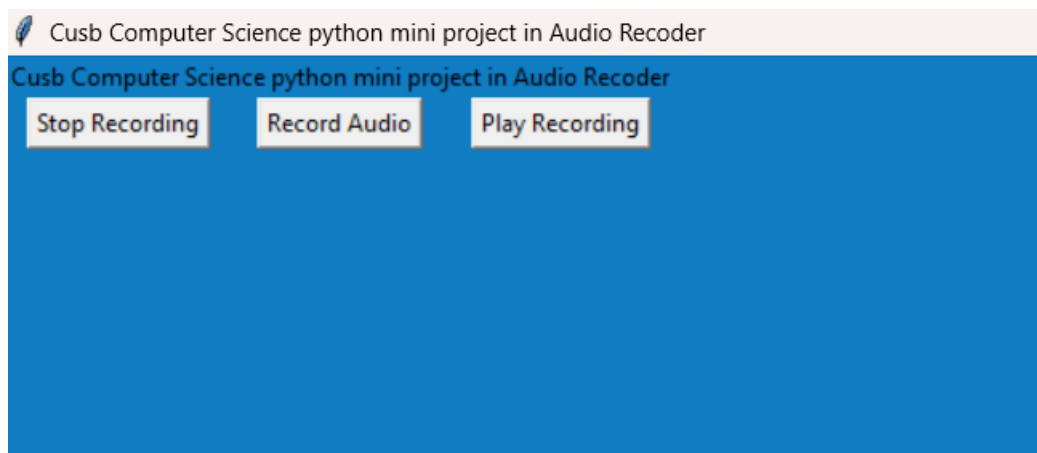 Cusb Computer Science python mini project in Audio Recoder
Cusb Computer Science python mini project in Audio Recoder
Stop Recording Record Audio Play Recording